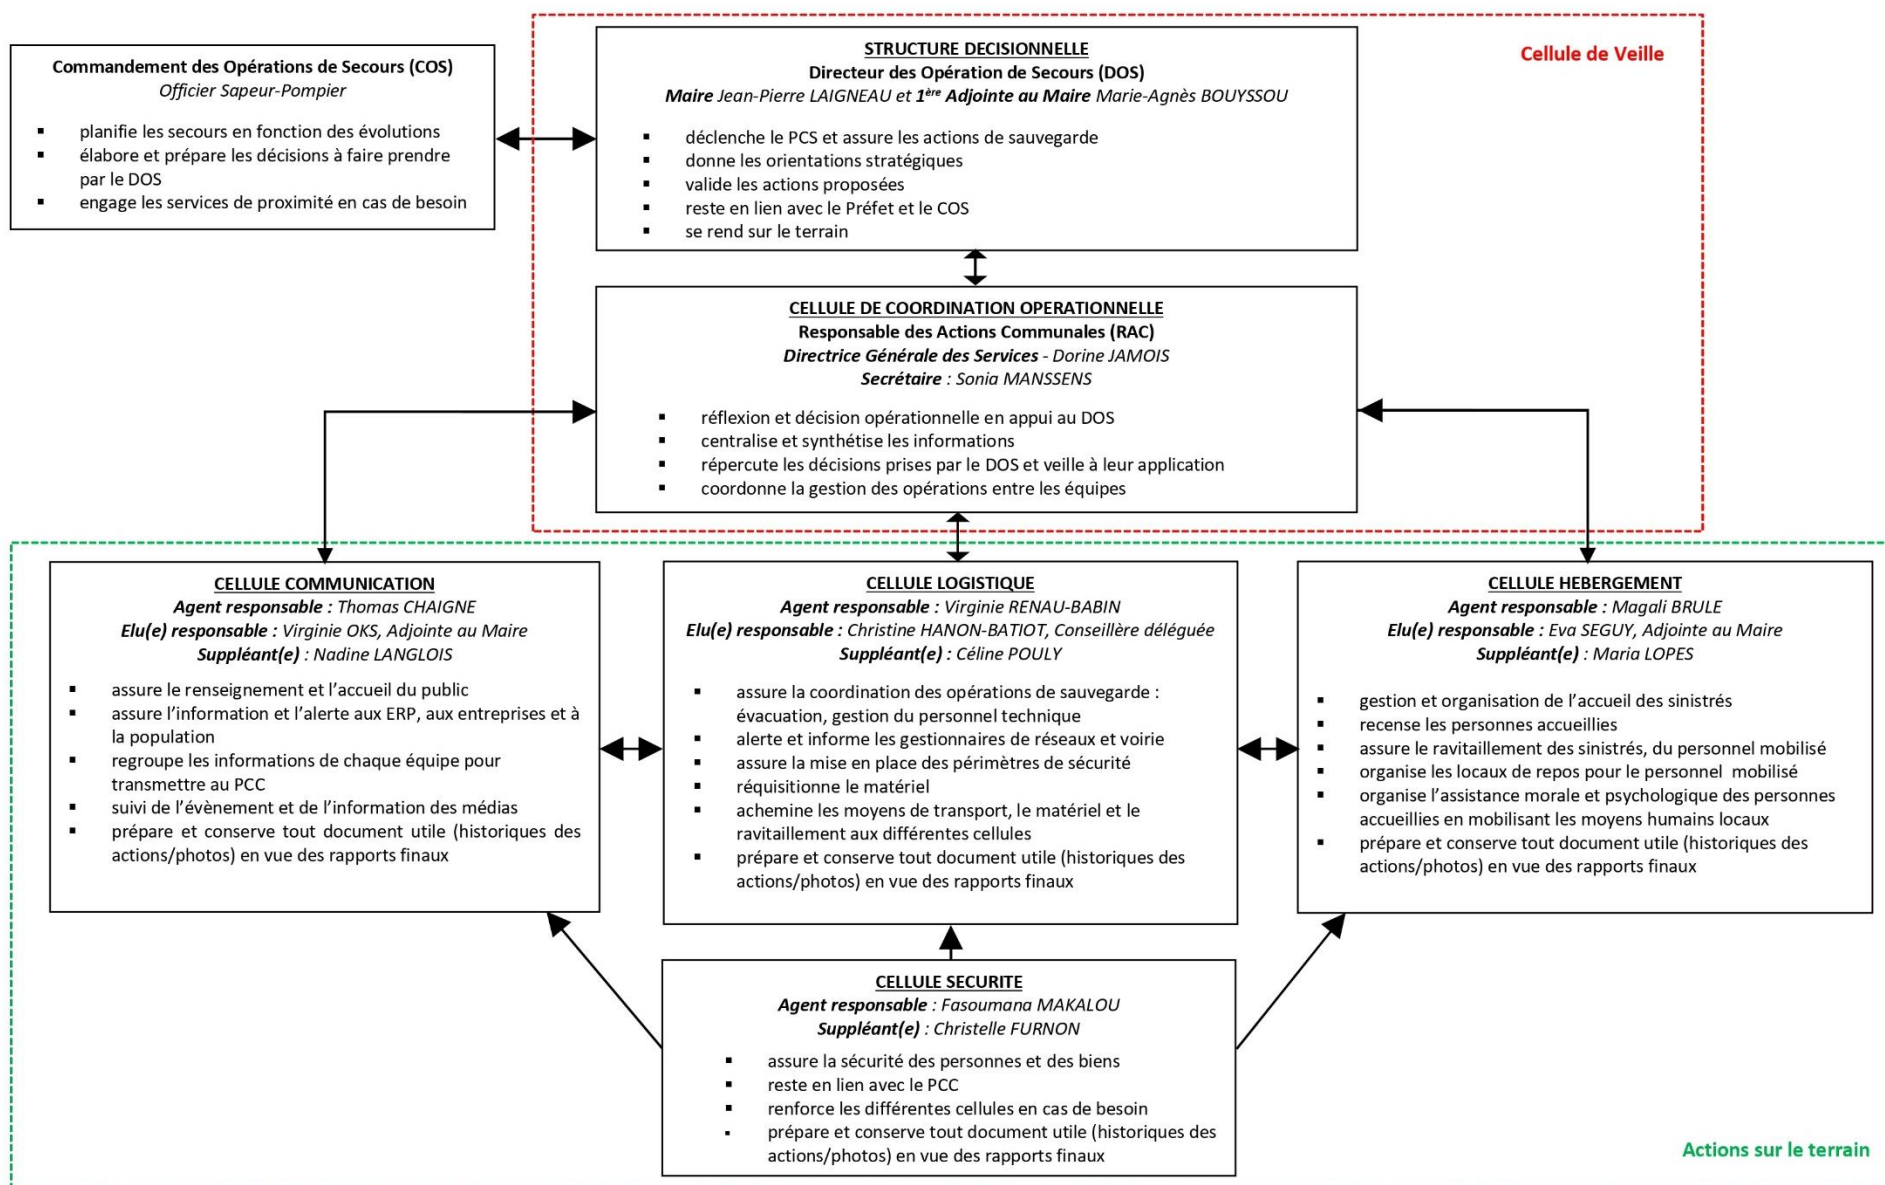 Cellule de Veille
Commandement des Opérations de Secours (COS)
Officier Sapeur-Pompier
▪ planifie les secours en fonction des évolutions
▪ élabore et prépare les décisions à faire prendre
par le DOS
▪ engage les services de proximité en cas de besoin
STRUCTURE DECISIONNELLE
Directeur des Opération de Secours (DOS)
Maire Jean-Pierre LAIGNEAU et 1ère Adjointe au Maire Marie-Agnès BOUYSSOU
▪ déclenche le PCS et assure les actions de sauvegarde
▪ donne les orientations stratégiques
▪ valide les actions proposées
▪ reste en lien avec le Préfet et le COS
▪ se rend sur le terrain
CELLULE DE COORDINATION OPERATIONNELLE
Responsable des Actions Communales (RAC)
Directrice Générale des Services - Dorine JAMOIS
Secrétaire : Sonia MANSSENS
▪ réflexion et décision opérationnelle en appui au DOS
▪ centralise et synthétise les informations
▪ répercute les décisions prises par le DOS et veille à leur application
▪ coordonne la gestion des opérations entre les équipes
CELLULE COMMUNICATION
Agent responsable : Thomas CHAIGNE
Elu(e) responsable : Virginie OKS, Adjointe au Maire
Suppléant(e) : Nadine LANGLOIS
▪ assure le renseignement et l’accueil du public
▪ assure l’information et l’alerte aux ERP, aux entreprises et à
la population
▪ regroupe les informations de chaque équipe pour
transmettre au PCC
▪ suivi de l’évènement et de l’information des médias
▪ prépare et conserve tout document utile (historiques des
actions/photos) en vue des rapports finaux
CELLULE LOGISTIQUE
Agent responsable : Virginie RENAU-BABIN
Elu(e) responsable : Christine HANON-BATIOT, Conseillère déléguée
Suppléant(e) : Céline POULY
▪ assure la coordination des opérations de sauvegarde :
évacuation, gestion du personnel technique
▪ alerte et informe les gestionnaires de réseaux et voirie
▪ assure la mise en place des périmètres de sécurité
▪ réquisitionne le matériel
▪ achemine les moyens de transport, le matériel et le
ravitaillement aux différentes cellules
▪ prépare et conserve tout document utile (historiques des
actions/photos) en vue des rapports finaux
CELLULE HEBERGEMENT
Agent responsable : Magali BRULE
Elu(e) responsable : Eva SEGUY, Adjointe au Maire
Suppléant(e) : Maria LOPES
▪ gestion et organisation de l’accueil des sinistrés
▪ recense les personnes accueillies
▪ assure le ravitaillement des sinistrés, du personnel mobilisé
▪ organise les locaux de repos pour le personnel mobilisé
▪ organise l’assistance morale et psychologique des personnes
accueillies en mobilisant les moyens humains locaux
▪ prépare et conserve tout document utile (historiques des
actions/photos) en vue des rapports finaux
CELLULE SECURITE
Agent responsable : Fasoumana MAKALOU
Suppléant(e) : Christelle FURNON
▪ assure la sécurité des personnes et des biens
▪ reste en lien avec le PCC
▪ renforce les différentes cellules en cas de besoin
▪ prépare et conserve tout document utile (historiques des
actions/photos) en vue des rapports finaux
Actions sur le terrain